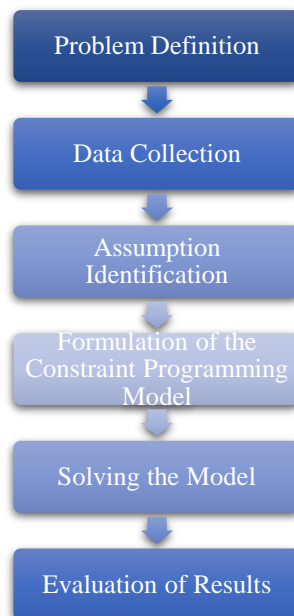 Problem Definition
Data Collection
Assumption
Identification
Formulation of the
Constraint Programming
Model
Solving the Model
Evaluation of Results